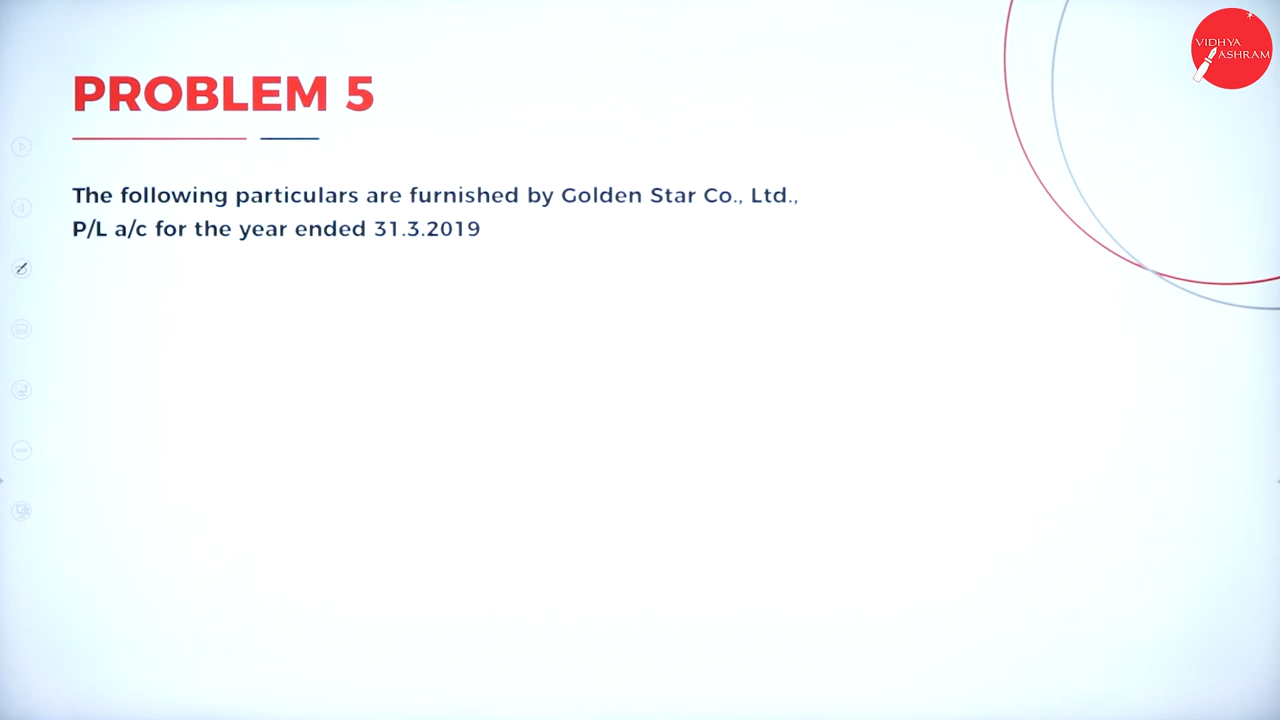 VIDHYA
ASHRAM
PROBLEM 5
The following particulars are furnished by Golden Star Co., Ltd.,
P/L a/c for the year ended 31.3.2019